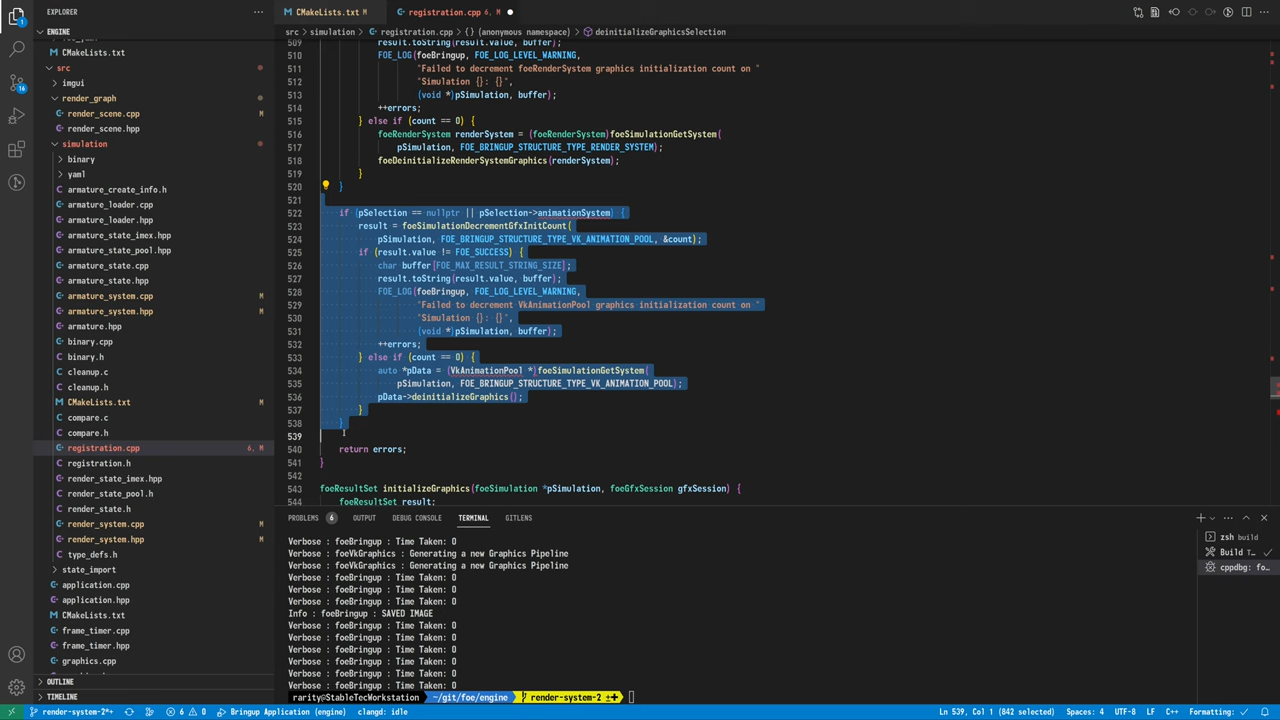 EXPLORER
ENGINE
CMakeLists.txt
src
imgui
render_graph
render_scene.cpp M
render_scene.hpp
simulation
binary
yaml
armature_create_info.h
armature_loader.cpp
armature_loader.hpp
armature_state_imex.hpp
armature_state_pool.hpp
armature_state.cpp
armature_state.hpp
armature_system.cpp M
armature_system.hpp M
armature.hpp
binary.cpp
binary.h
cleanup.c
cleanup.h
CMakeLists.txt M
compare.c
compare.h
registration.cpp 6, M
registration.h
render_state_imex.hpp
render_state_pool.h
render_state.h
render_system.cpp M
render_system.hpp M
type_defs.h
state_import
application.cpp
application.hpp
CMakeLists.txt
frame_timer.cpp
frame_timer.hpp
graphics.cpp
OUTLINE
TIMELINE
CMakeLists.txt M
registration.cpp 6, M
src > simulation > registration.cpp > {} (anonymous namespace) > deinitializeGraphicsSelection
509 result.toString(result.value, buffer);
510 FOE_LOG(foeBringup, FOE_LOG_LEVEL_WARNING,
511 "Failed to decrement foeRenderSystem graphics initialization count on "
512 "Simulation {}: {}",
513 (void *)pSimulation, buffer);
514 ++errors;
515 } else if (count == 0) {
516 foeRenderSystem renderSystem = (foeRenderSystem)foeSimulationGetSystem(
517 pSimulation, FOE_BRINGUP_STRUCTURE_TYPE_RENDER_SYSTEM);
518 foeDeinitializeRenderSystemGraphics(renderSystem);
519 }
520 }
521
522 if (pSelection == nullptr || pSelection->animationSystem) {
523 result = foeSimulationDecrementGfxInitCount(
524 pSimulation, FOE_BRINGUP_STRUCTURE_TYPE_VK_ANIMATION_POOL, &count);
525 if (result.value != FOE_SUCCESS) {
526 char buffer[FOE_MAX_RESULT_STRING_SIZE];
527 result.toString(result.value, buffer);
528 FOE_LOG(foeBringup, FOE_LOG_LEVEL_WARNING,
529 "Failed to decrement VkAnimationPool graphics initialization count on "
530 "Simulation {}: {}",
531 (void *)pSimulation, buffer);
532 ++errors;
533 } else if (count == 0) {
534 auto *pData = (VkAnimationPool *)foeSimulationGetSystem(
535 pSimulation, FOE_BRINGUP_STRUCTURE_TYPE_VK_ANIMATION_POOL);
536 pData->deinitializeGraphics();
537 }
538 }
539
540 return errors;
541 }
542
543 foeResultSet initializeGraphics(foeSimulation *pSimulation, foeGfxSession gfxSession) {
544 foeResultSet result;
PROBLEMS 6 OUTPUT DEBUG CONSOLE TERMINAL GITLENS
Verbose : foeBringup : Time Taken: 0
Verbose : foeVkGraphics : Generating a new Graphics Pipeline
Verbose : foeVkGraphics : Generating a new Graphics Pipeline
Verbose : foeBringup : Time Taken: 0
Verbose : foeBringup : Time Taken: 0
Verbose : foeBringup : Time Taken: 0
Info : foeBringup : SAVED IMAGE
Verbose : foeBringup : Time Taken: 0
Verbose : foeBringup : Time Taken: 0
Verbose : foeBringup : Time Taken: 0
Verbose : foeBringup : Time Taken: 0
Verbose : foeBringup : Time Taken: 0
Verbose : foeBringup : Time Taken: 0
rarity@StableTecWorkstation ~/git/foe/engine render-system-2
zsh build
Build T...
cppdbg: fo...
render-system-2* 6 0 Bringup Application (engine) clangd: idle Ln 539, Col 1 (842 selected) Spaces: 4 UTF-8 LF C++ Formatting: